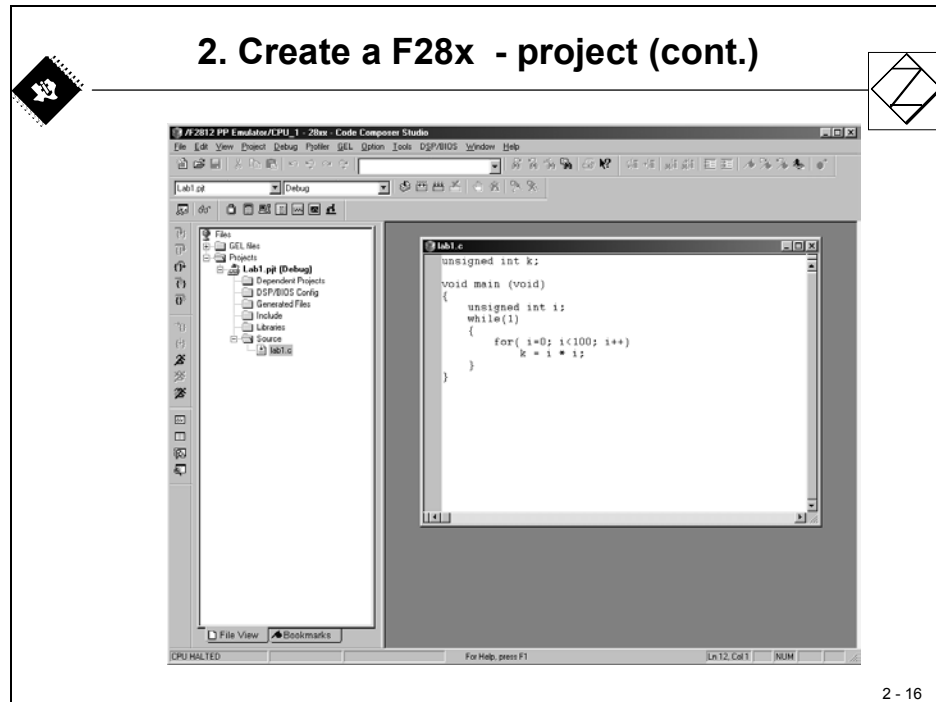 2. Create a F28x - project (cont.)
/F2812 PP Emulator/CPU_1 - 28xx - Code Composer Studio
File Edit View Project Debug Profiler GEL Option Tools DSP/BIOS Window Help
Lab1.pjt
Debug
Files
GEL files
Projects
Lab1.pjt (Debug)
Dependent Projects
DSP/BIOS Config
Generated Files
Include
Libraries
Source
lab1.c
lab1.c
unsigned int k;
void main (void)
{
unsigned int i;
while(1)
{
for( i=0; i<100; i++)
k = i * i;
}
}
File View
Bookmarks
CPU HALTED
For Help, press F1
Ln 12, Col 1
NUM
2 - 16